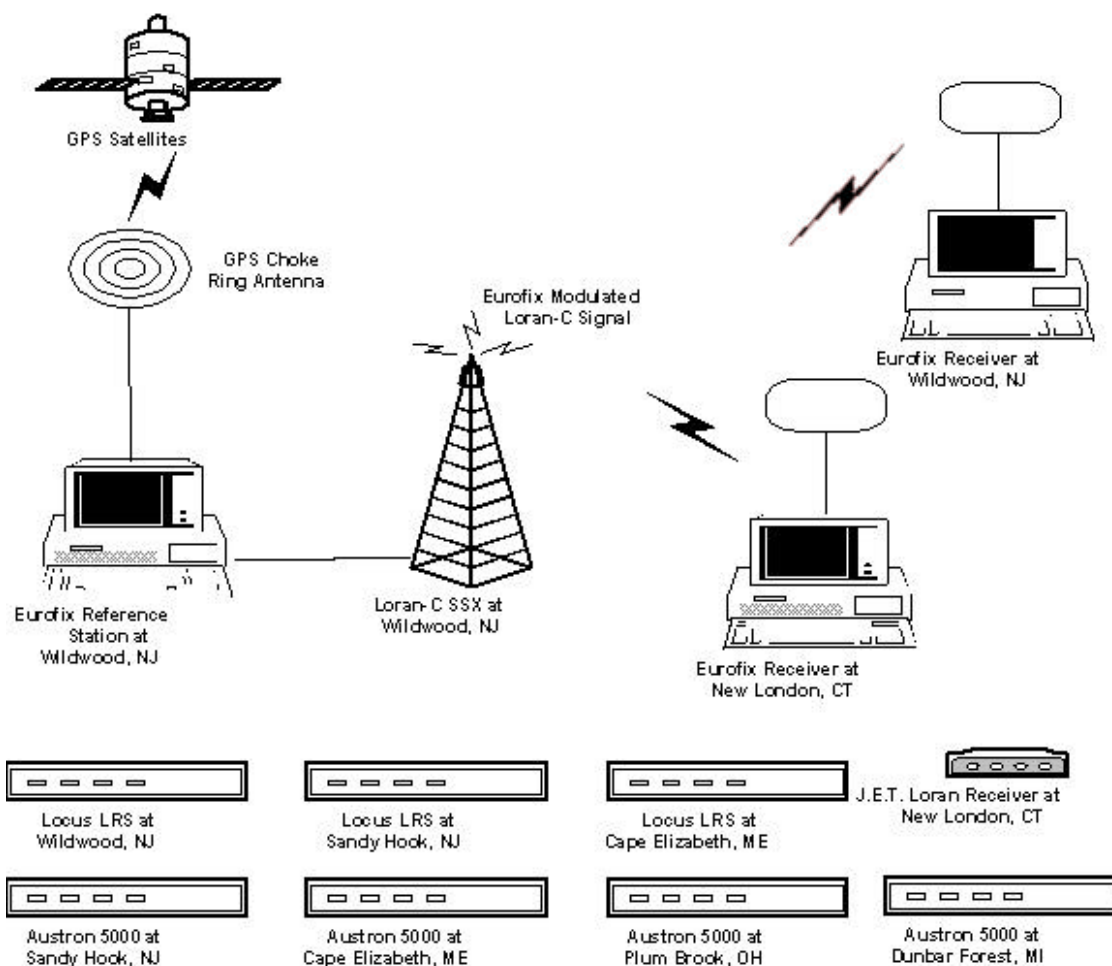 GPS Satellites
GPS Choke
Ring Antenna
Eurofix Modulated
Loran-C Signal
Eurofix Receiver at
Wildwood, NJ
Eurofix Reference
Station at
Wildwood, NJ
Loran-C SSX at
Wildwood, NJ
Eurofix Receiver at
New London, CT
Locus LRS at
Wildwood, NJ
Locus LRS at
Sandy Hook, NJ
Locus LRS at
Cape Elizabeth, ME
J.E.T. Loran Receiver at
New London, CT
Austron 5000 at
Sandy Hook, NJ
Austron 5000 at
Cape Elizabeth, ME
Austron 5000 at
Plum Brook, OH
Austron 5000 at
Dunbar Forest, MI